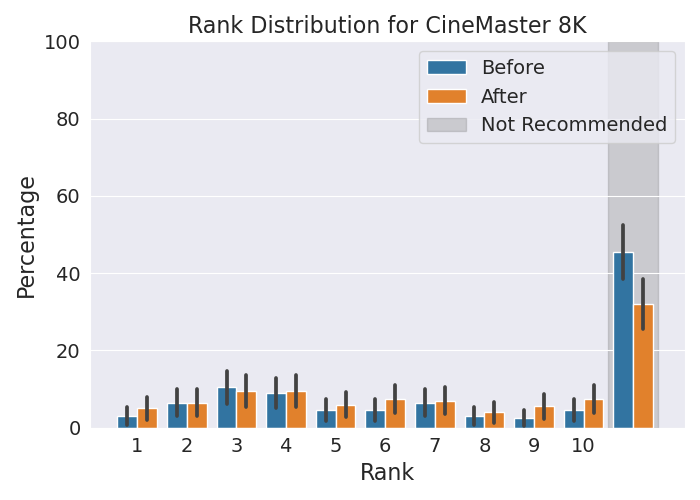 Rank Distribution for CineMaster 8K
100
80
60
40
20
0
Percentage
Before
After
Not Recommended
1 2 3 4 5 6 7 8 9 10
Rank